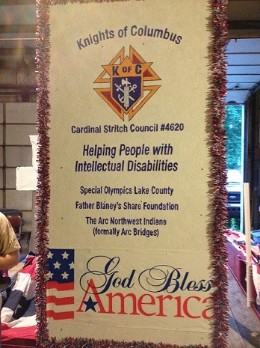 Knights of Columbus
K OF C
Cardinal Stritch Council #4620
Helping People with
Intellectual Disabilities
Special Olympics Lake County
Father Blaney's Share Foundation
The Arc Northwest Indiana
(formally Arc Bridges)
God Bless
America